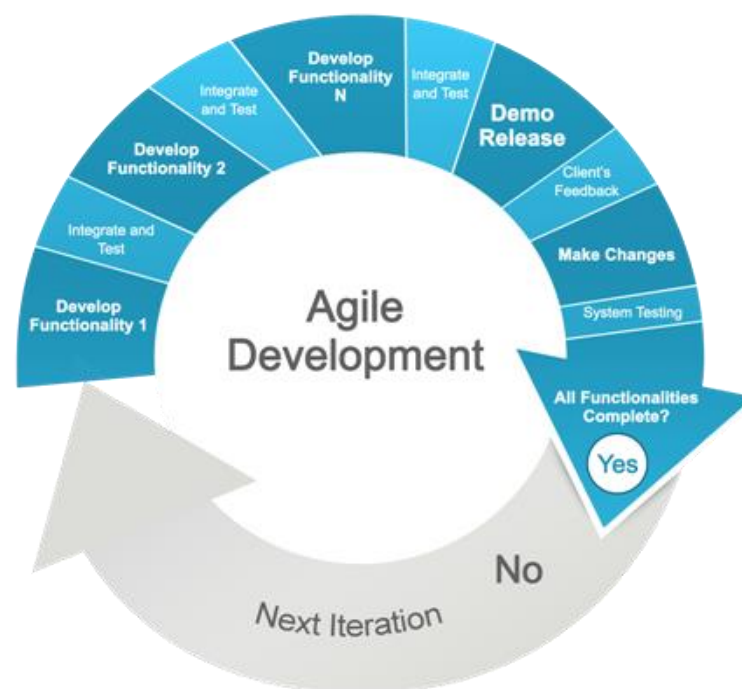 Develop
Functionality 1
Integrate and
Test
Develop
Functionality 2
Integrate
and Test
Develop
Functionality
N
Integrate
and Test
Demo
Release
Client's
Feedback
Make Changes
System Testing
All Functionalities
Complete?
Yes
No
Next Iteration
Agile
Development